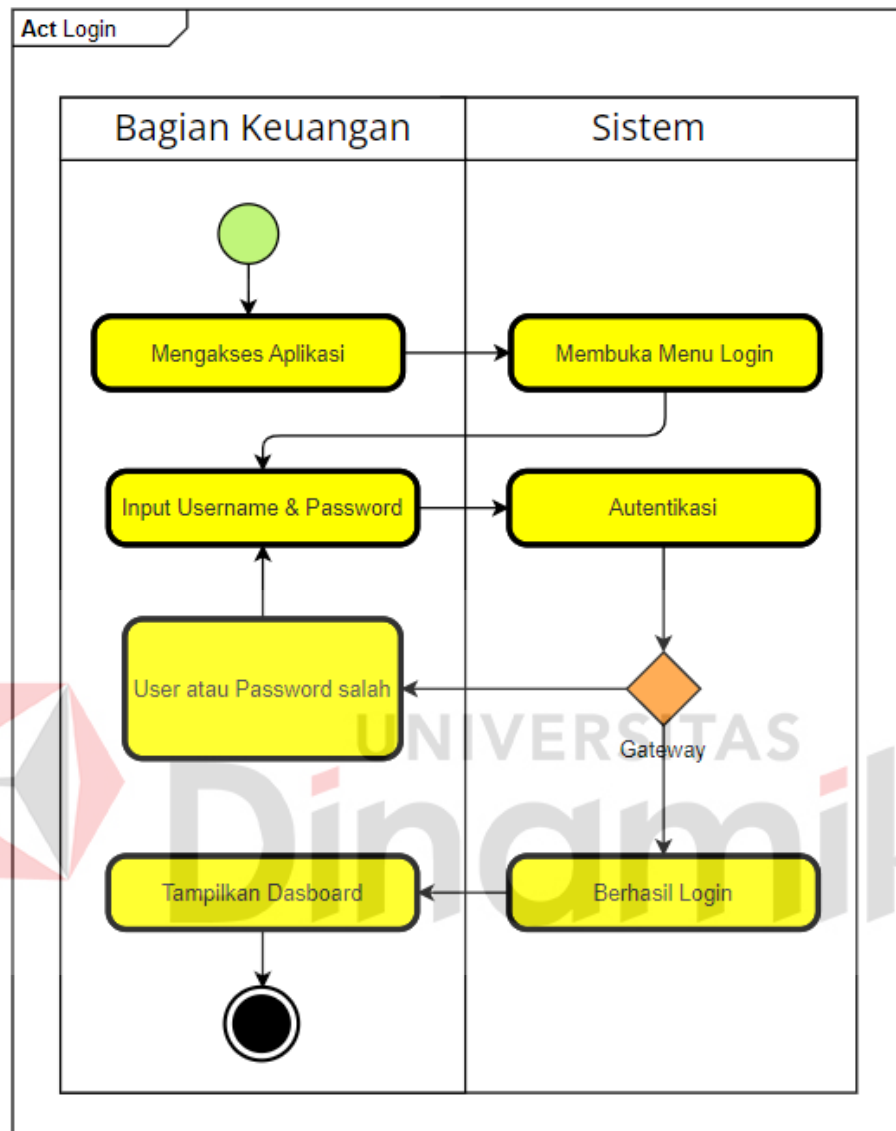 Act Login
Bagian Keuangan
Sistem
Mengakses Aplikasi
Membuka Menu Login
Input Username & Password
Autentikasi
User atau Password salah
Gateway
UNIVERSITAS
Tampilkan Dasboard
Berhasil Login